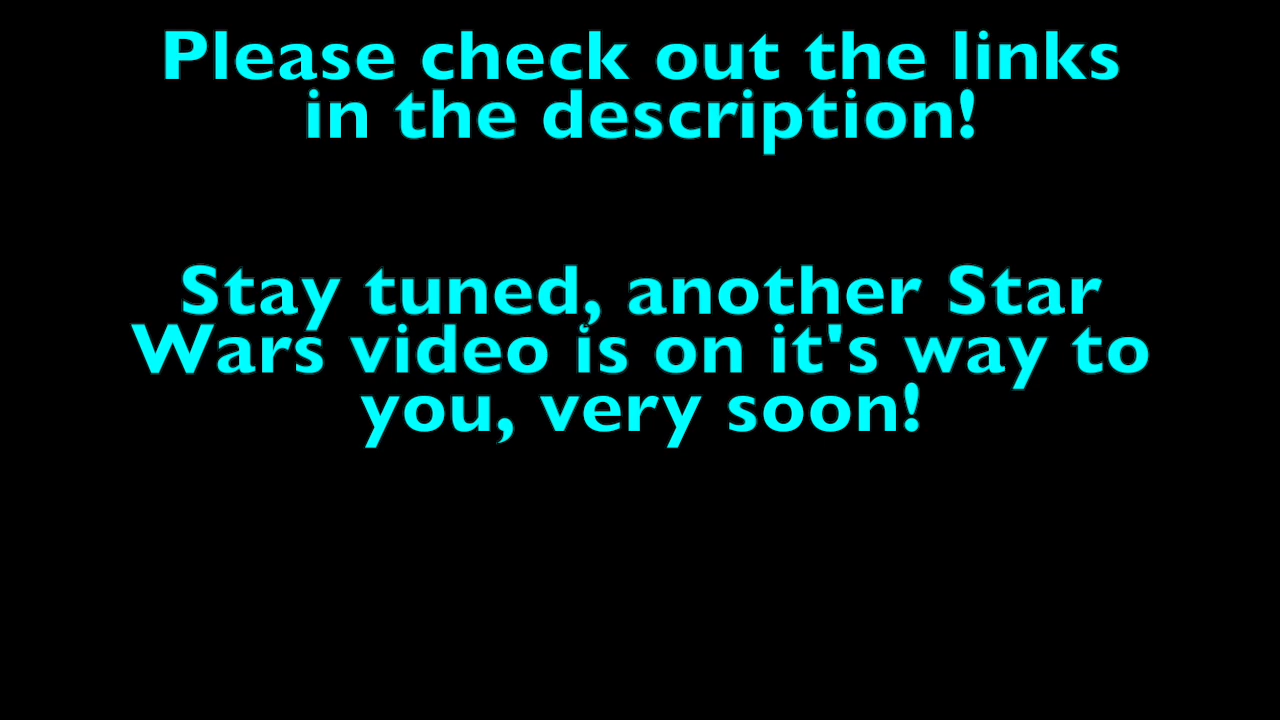 Please check out the links
in the description!
Stay tuned, another Star
Wars video is on it's way to
you, very soon!